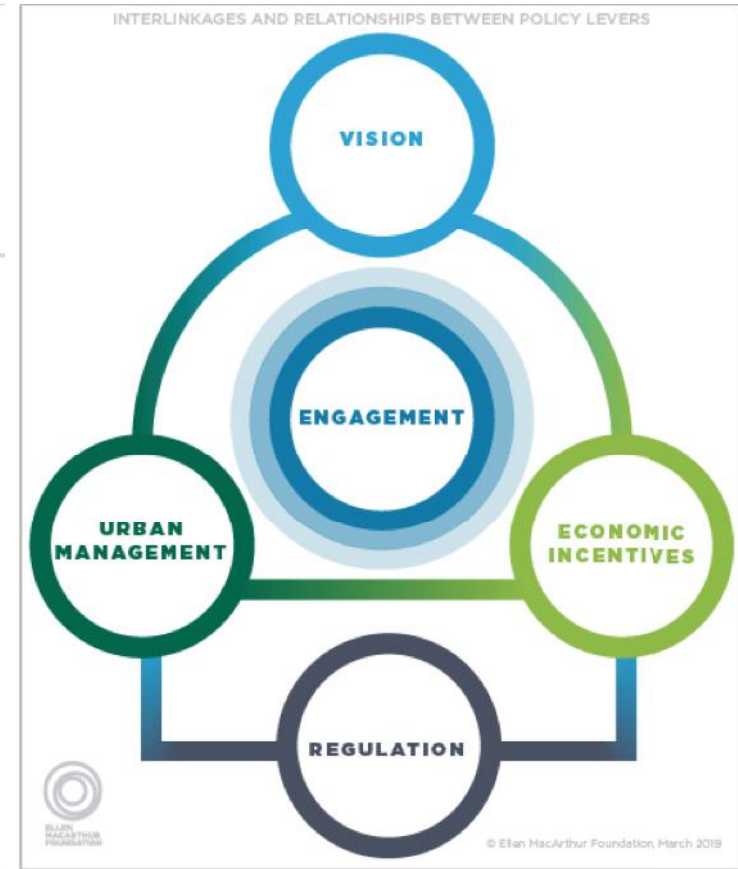 INTERLINKAGES AND RELATIONSHIPS BETWEEN POLICY LEVERS
VISION
ENGAGEMENT
URBAN
MANAGEMENT
ECONOMIC
INCENTIVES
REGULATION
ELLEN
MACARTHUR
FOUNDATION
© Ellen MacArthur Foundation, March 2019